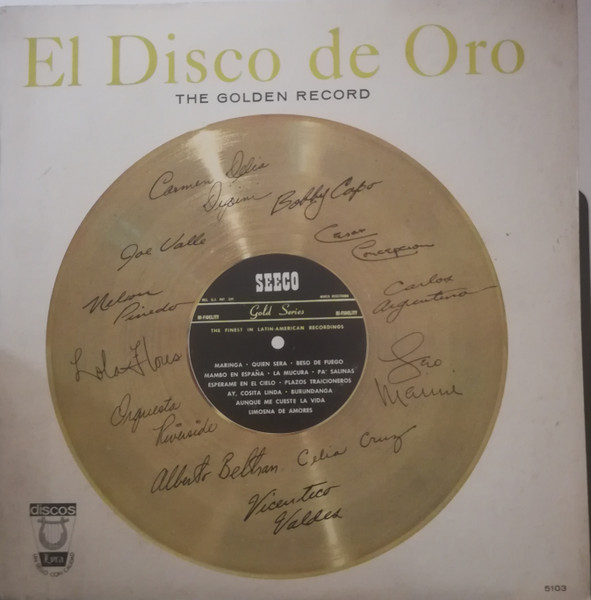 El Disco de Oro
THE GOLDEN RECORD
Carmen Delia
Dipini
Bobby Capo
Joe Valle
Cesar
Concepcion
Nelson
Pinedo
Carlos
Argentino
SEECO
Gold Series
HI-FIDELITY
HI-FIDELITY
THE FINEST IN LATIN-AMERICAN RECORDINGS
MARINGA · QUIEN SERA · BESO DE FUEGO
MAMBO EN ESPAÑA · LA MUCURA · PA' SALINAS
ESPERAME EN EL CIELO · PLAZOS TRAICIONEROS
AY, COSITA LINDA · BURUNDANGA
AUNQUE ME CUESTE LA VIDA
LIMOSNA DE AMORES
Lola Flores
Leo
Marini
Orquesta
Riverside
Alberto Beltran
Celia Cruz
Vicentico
Valdes
discos
Lyra
5103